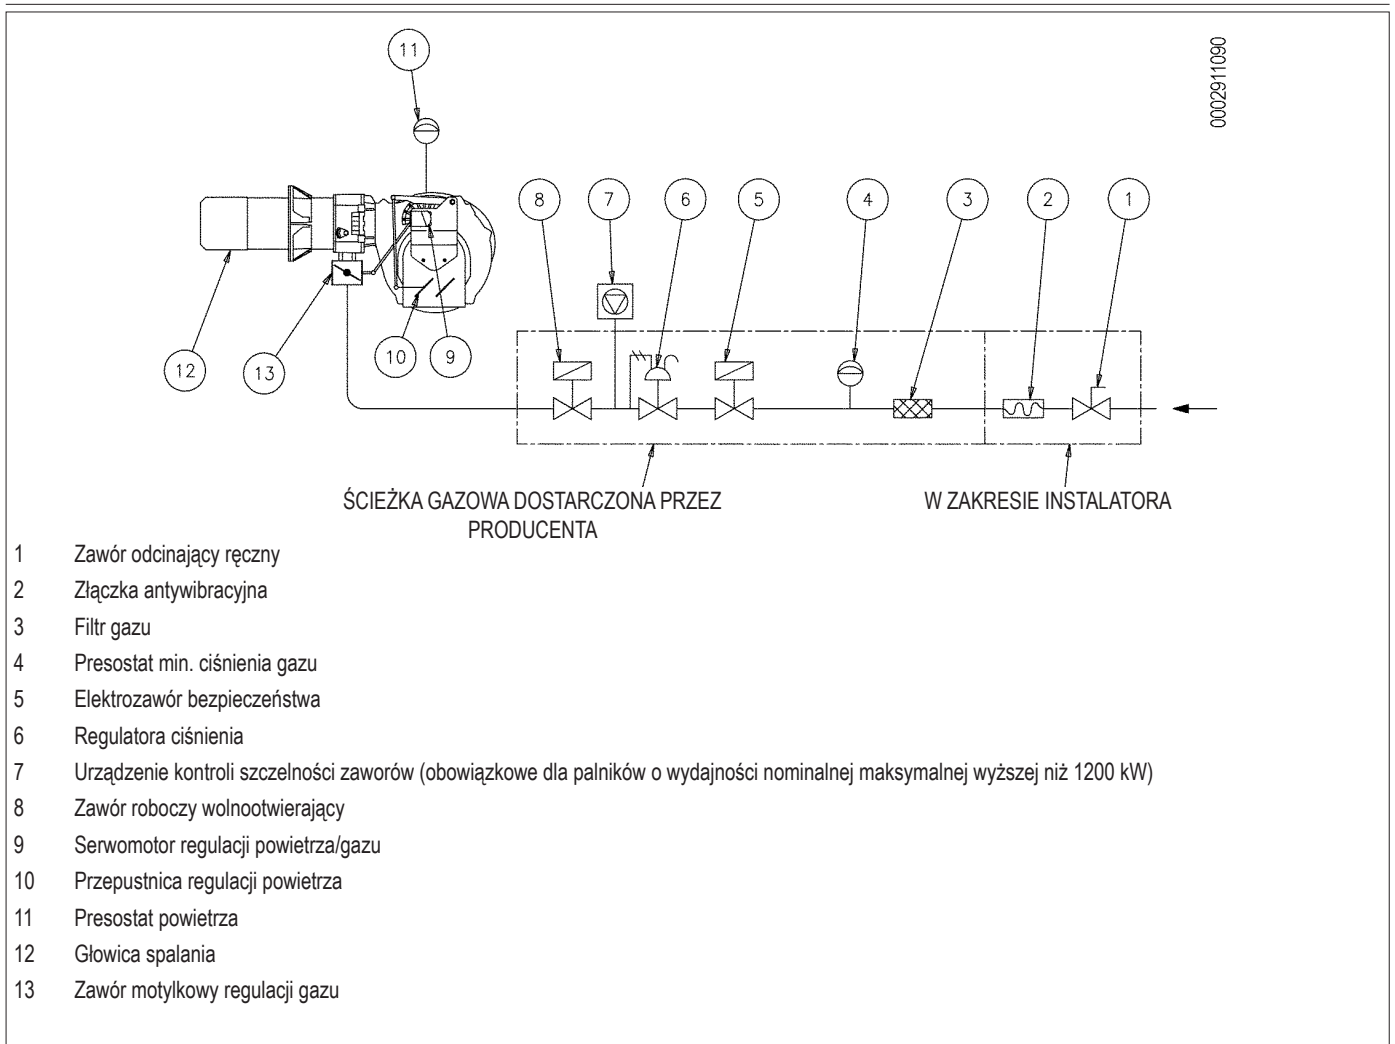 11
0002911090
8
7
6
5
4
3
2
1
12
13
10
9
ŚCIEŻKA GAZOWA DOSTARCZONA PRZEZ
PRODUCENTA
W ZAKRESIE INSTALATORA
1 Zawór odcinający ręczny
2 Złączka antywibracyjna
3 Filtr gazu
4 Presostat min. ciśnienia gazu
5 Elektrozawór bezpieczeństwa
6 Regulatora ciśnienia
7 Urządzenie kontroli szczelności zaworów (obowiązkowe dla palników o wydajności nominalnej maksymalnej wyższej niż 1200 kW)
8 Zawór roboczy wolnootwierający
9 Serwomotor regulacji powietrza/gazu
10 Przepustnica regulacji powietrza
11 Presostat powietrza
12 Głowica spalania
13 Zawór motylkowy regulacji gazu